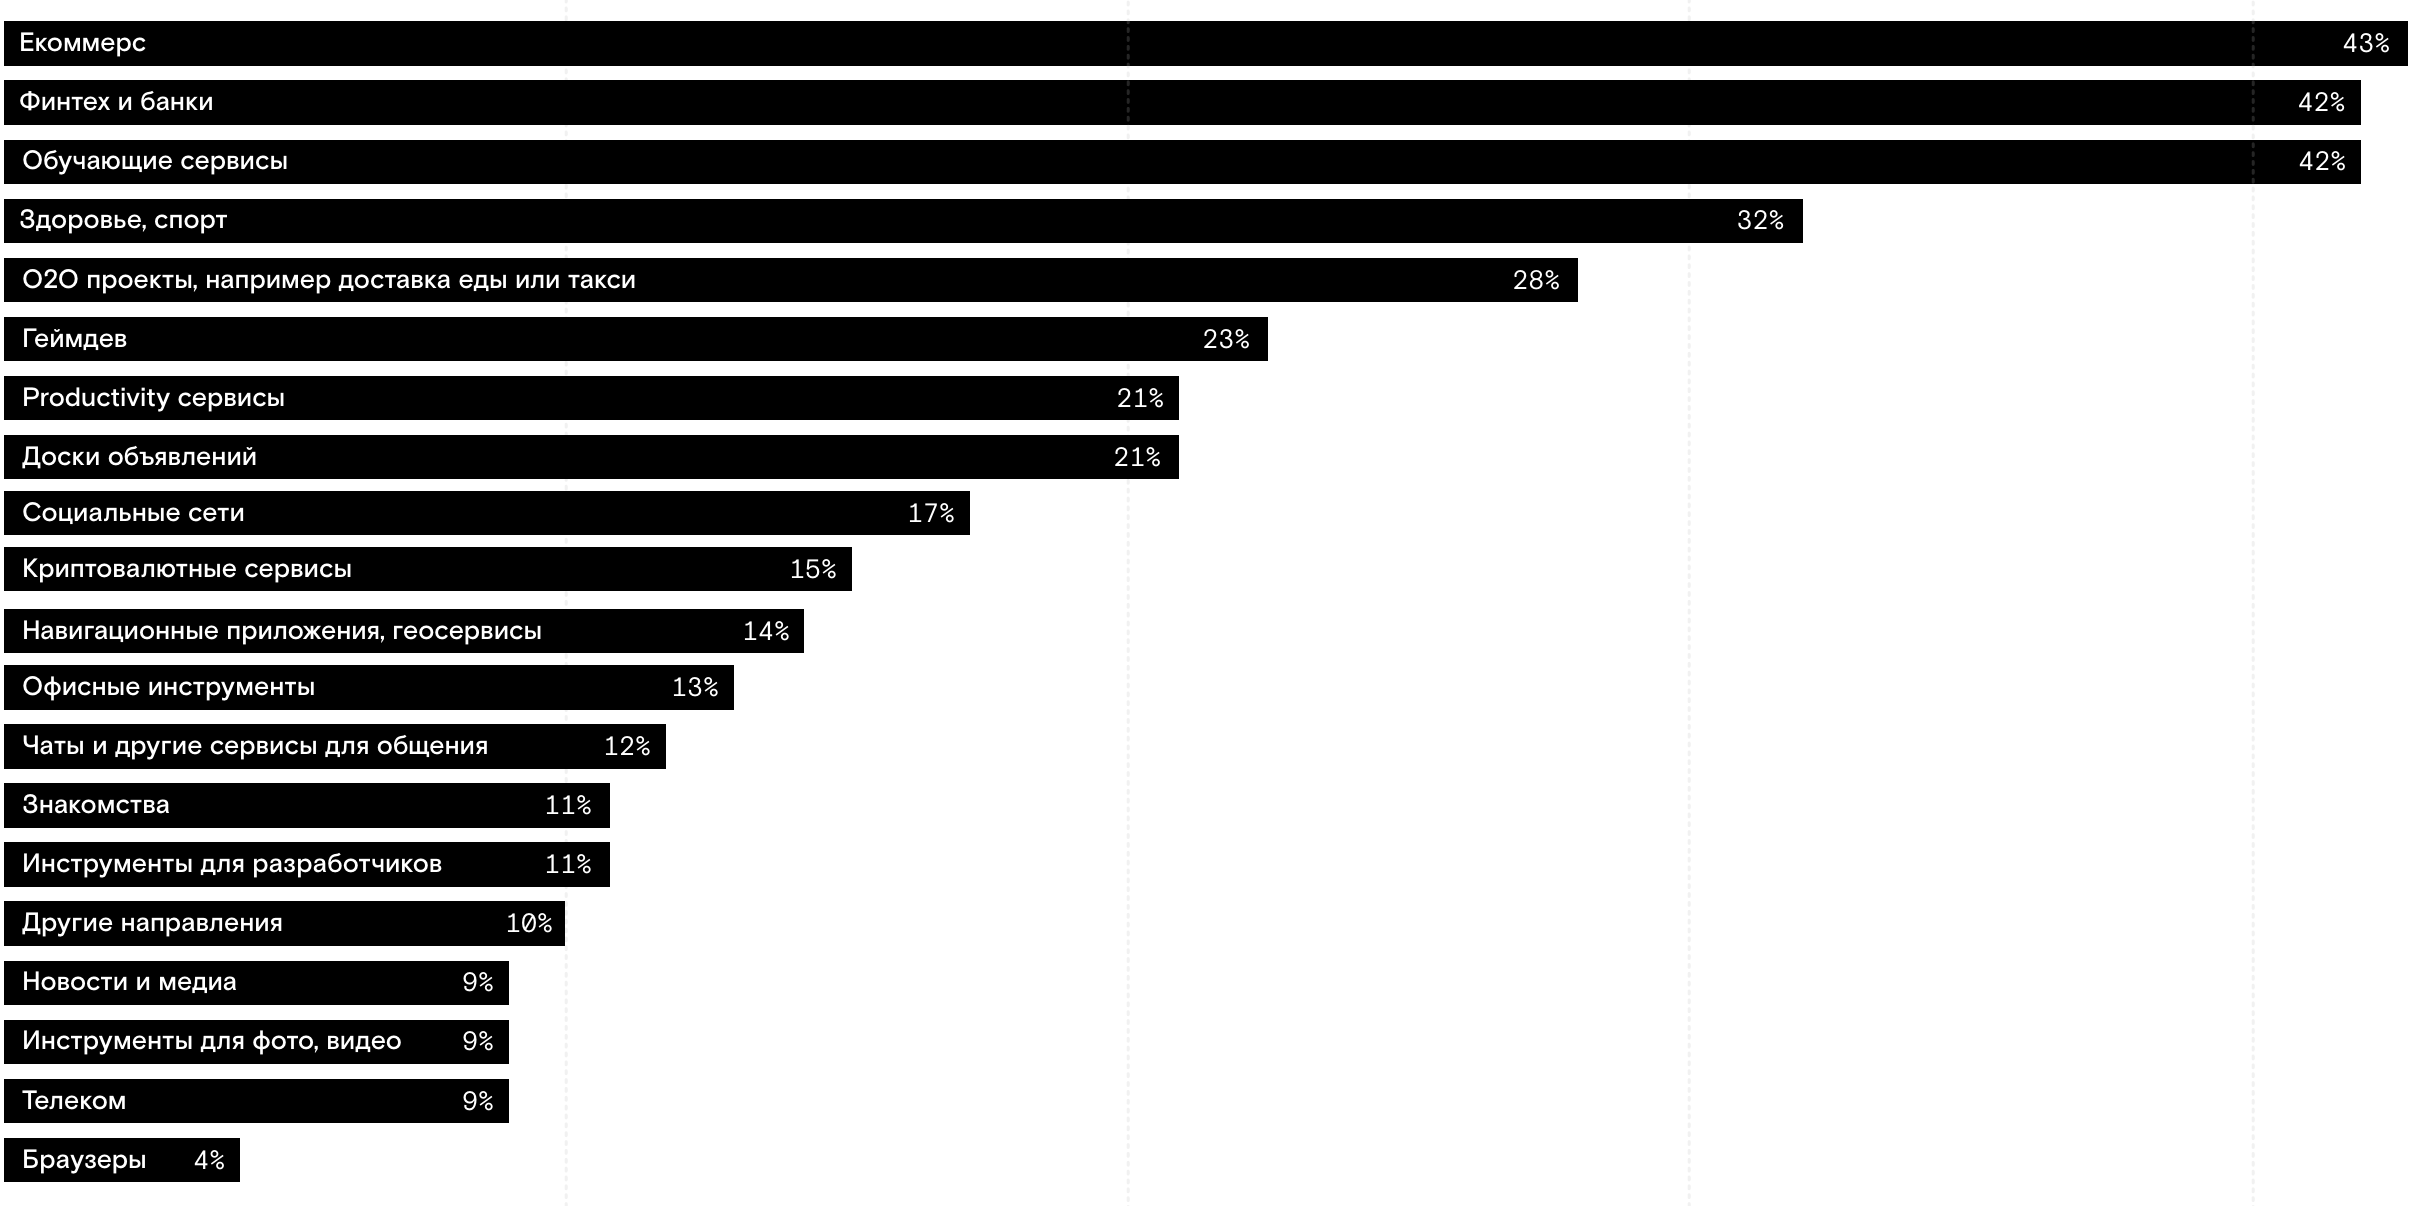 Екоммерс 43%
Финтех и банки 42%
Обучающие сервисы 42%
Здоровье, спорт 32%
О2О проекты, например доставка еды или такси 28%
Геймдев 23%
Productivity сервисы 21%
Доски объявлений 21%
Социальные сети 17%
Криптовалютные сервисы 15%
Навигационные приложения, геосервисы 14%
Офисные инструменты 13%
Чаты и другие сервисы для общения 12%
Знакомства 11%
Инструменты для разработчиков 11%
Другие направления 10%
Новости и медиа 9%
Инструменты для фото, видео 9%
Телеком 9%
Браузеры 4%